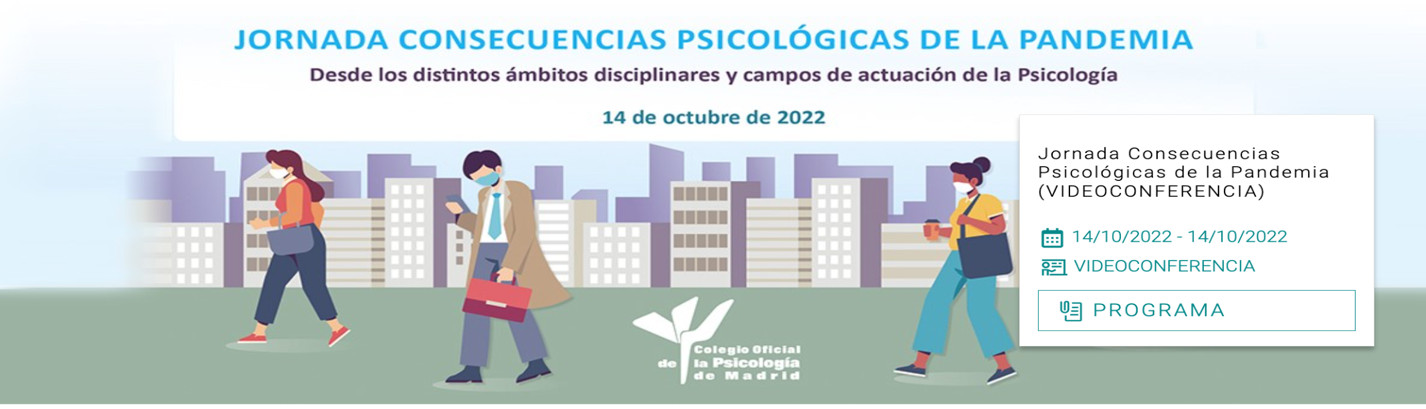 JORNADA CONSECUENCIAS PSICOLÓGICAS DE LA PANDEMIA
Desde los distintos ámbitos disciplinares y campos de actuación de la Psicología
14 de octubre de 2022
Jornada Consecuencias
Psicológicas de la Pandemia
(VIDEOCONFERENCIA)
14/10/2022 - 14/10/2022
VIDEOCONFERENCIA
PROGRAMA
Colegio Oficial
de la Psicología
de Madrid